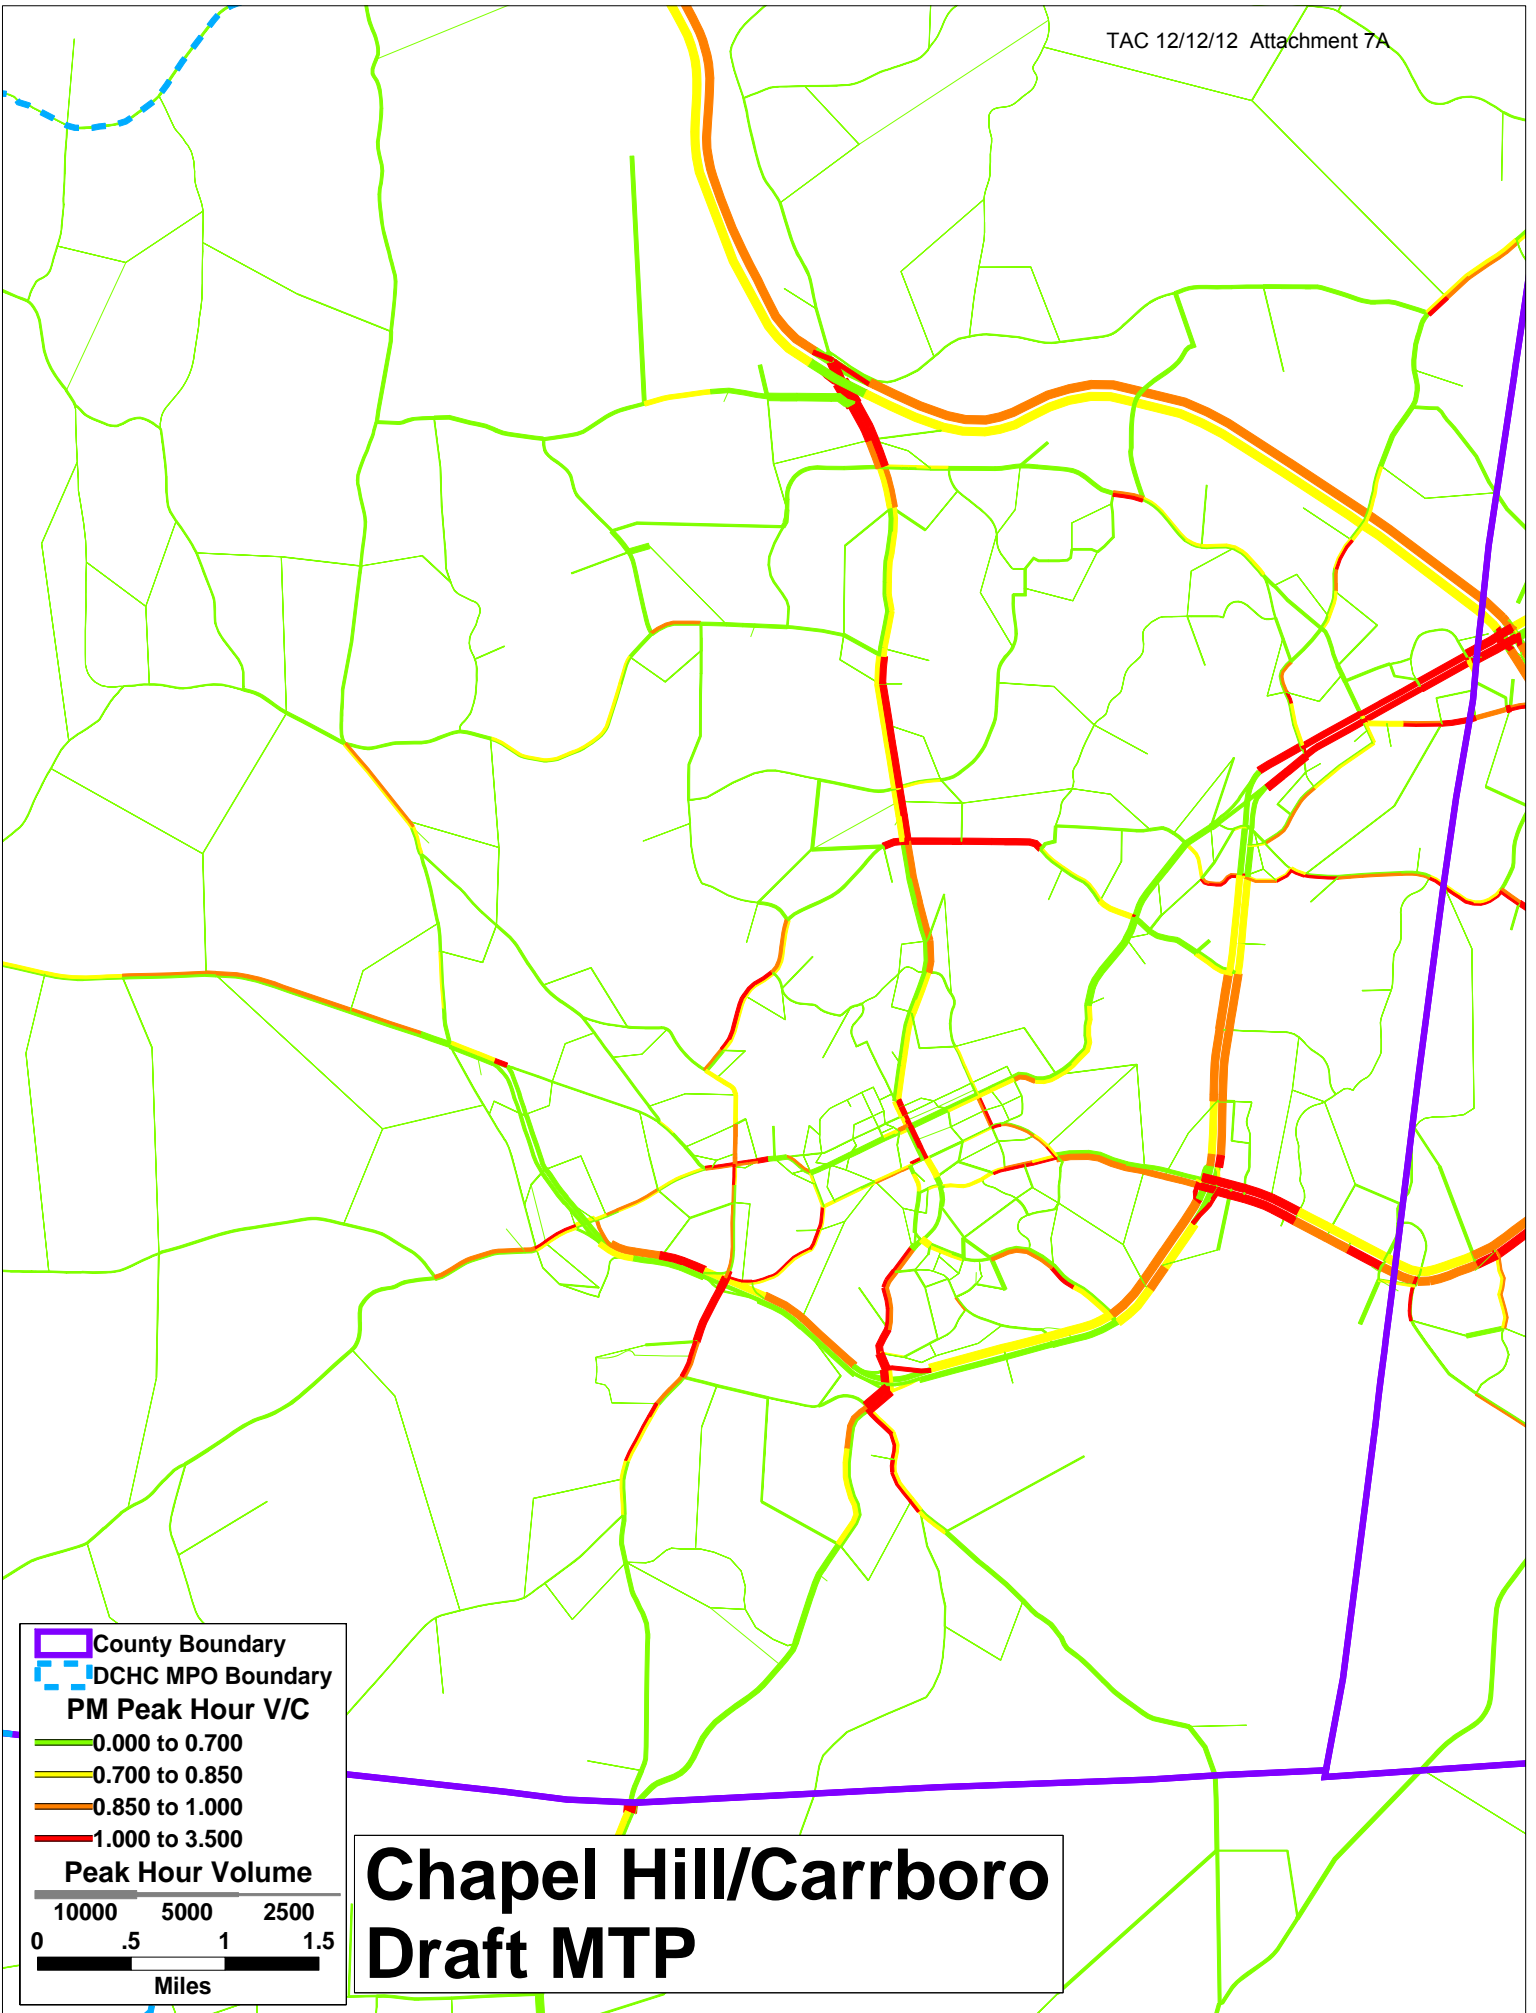 TAC 12/12/12 Attachment 7A
County Boundary
DCHC MPO Boundary
PM Peak Hour V/C
0.000 to 0.700
0.700 to 0.850
0.850 to 1.000
1.000 to 3.500
Peak Hour Volume
10000 5000 2500
0 .5 1 1.5
Miles
Chapel Hill/Carrboro
Draft MTP